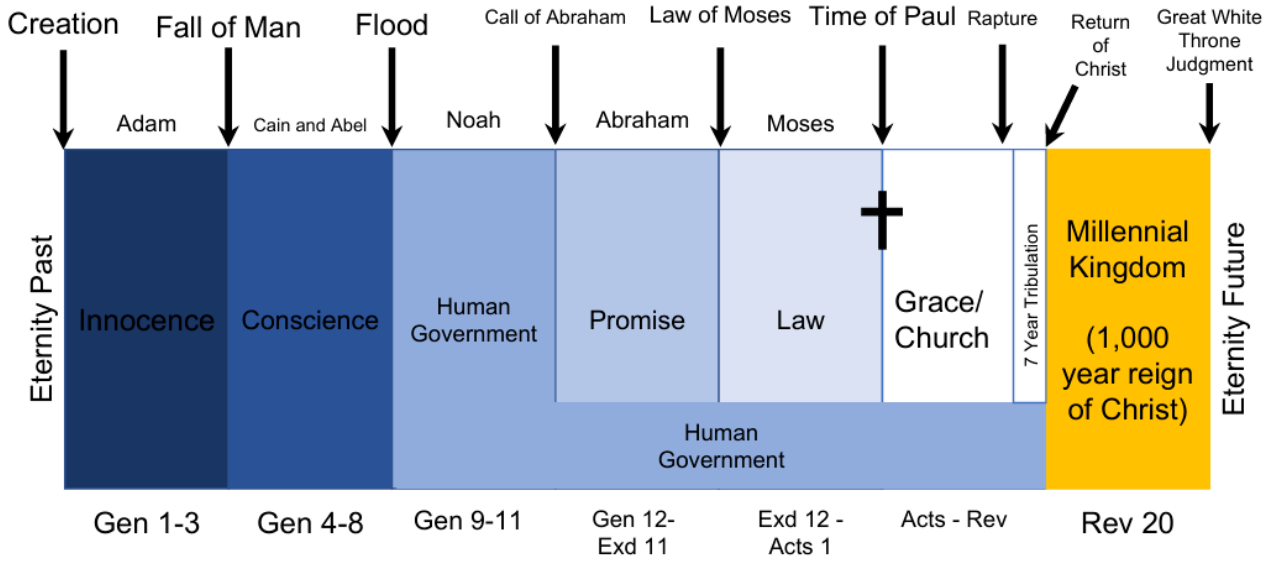 Creation
Fall of Man
Flood
Call of Abraham
Law of Moses
Time of Paul
Rapture
Return
of
Christ
Great White
Throne
Judgment
Adam
Cain and Abel
Noah
Abraham
Moses
Eternity Past
Innocence
Conscience
Human
Government
Promise
Law
Grace/
Church
7 Year Tribulation
Millennial
Kingdom
(1,000
year reign
of Christ)
Eternity Future
Human
Government
Gen 1-3
Gen 4-8
Gen 9-11
Gen 12-
Exd 11
Exd 12 -
Acts 1
Acts - Rev
Rev 20